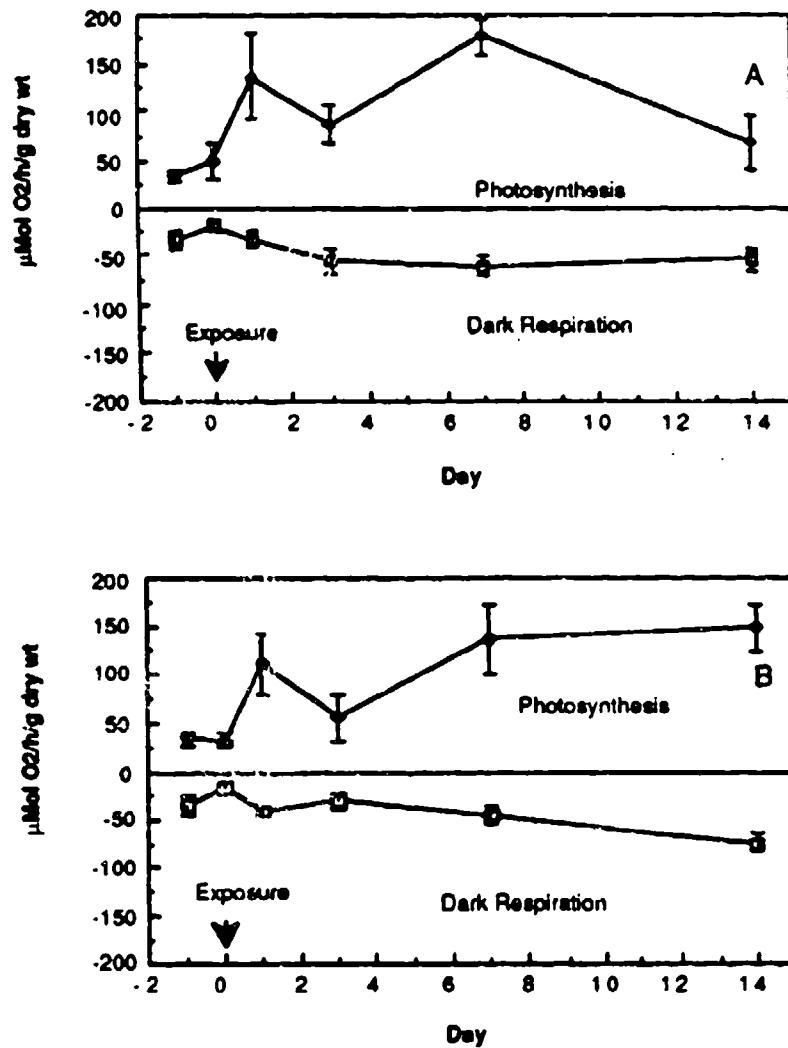 200
150
100
50
0
-50
-100
-150
-200
µMol O2/h/g dry wt
A
Photosynthesis
Dark Respiration
Exposure
-2 0 2 4 6 8 10 12 14
Day
200
150
100
50
0
-50
-100
-150
-200
µMol O2/h/g dry wt
B
Photosynthesis
Dark Respiration
Exposure
-2 0 2 4 6 8 10 12 14
Day